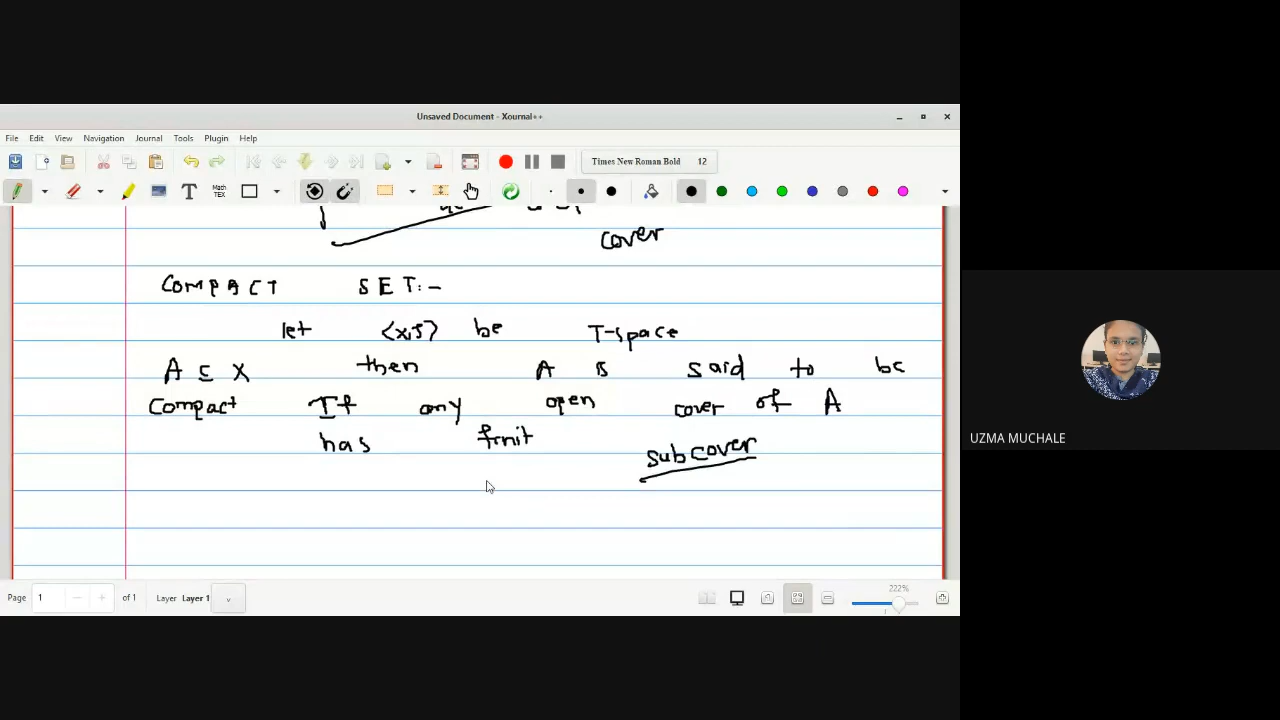 Unsaved Document - Xournal++
File Edit View Navigation Journal Tools Plugin Help
Times New Roman Bold 12
cover
COMPACT SET:-
let <x,J> be T-space
A ⊆ X then A is said to be
Compact If any open cover of A
has finit subcover
UZMA MUCHALE
Page 1 of 1 Layer Layer 1 222%